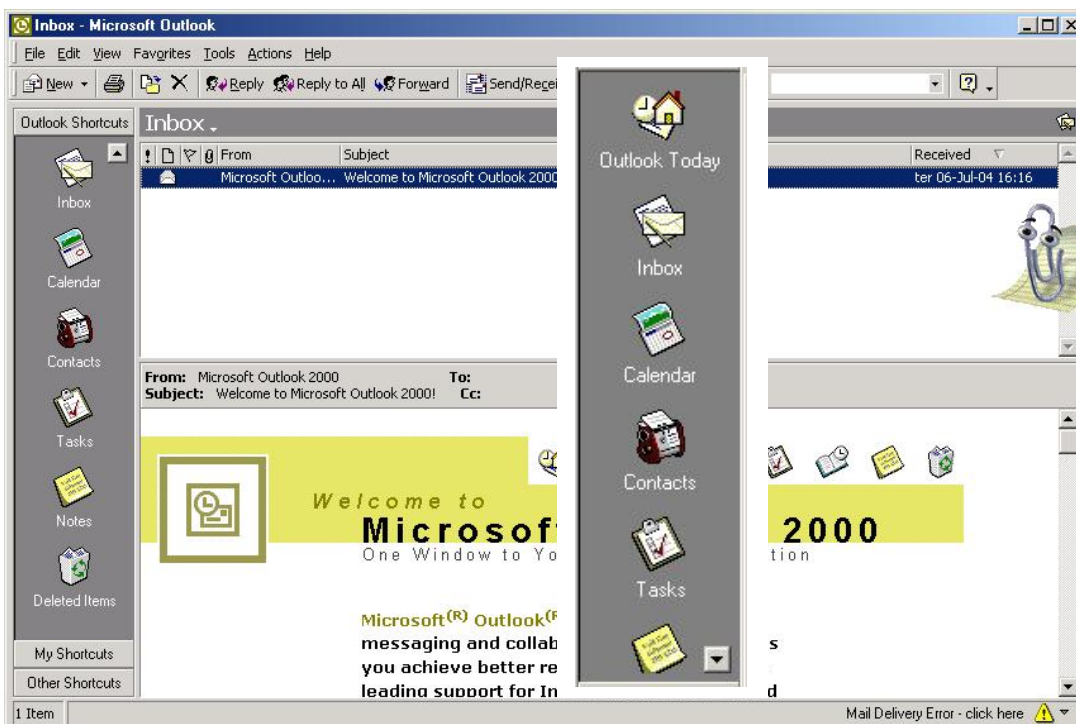 Inbox - Microsoft Outlook
File Edit View Favorites Tools Actions Help
New Reply Reply to All Forward Send/Recei
Outlook Shortcuts
Inbox
Calendar
Contacts
Tasks
Notes
Deleted Items
My Shortcuts
Other Shortcuts
Inbox
! From Subject Received
Microsoft Outloo... Welcome to Microsoft Outlook 2000 ter 06-Jul-04 16:16
From: Microsoft Outlook 2000 To:
Subject: Welcome to Microsoft Outlook 2000! Cc:
Welcome to
Microsof 2000
One Window to Yo tion
Microsoft(R) Outlook(R
messaging and collab s
you achieve better re
leading support for In d
Outlook Today
Inbox
Calendar
Contacts
Tasks
1 Item Mail Delivery Error - click here